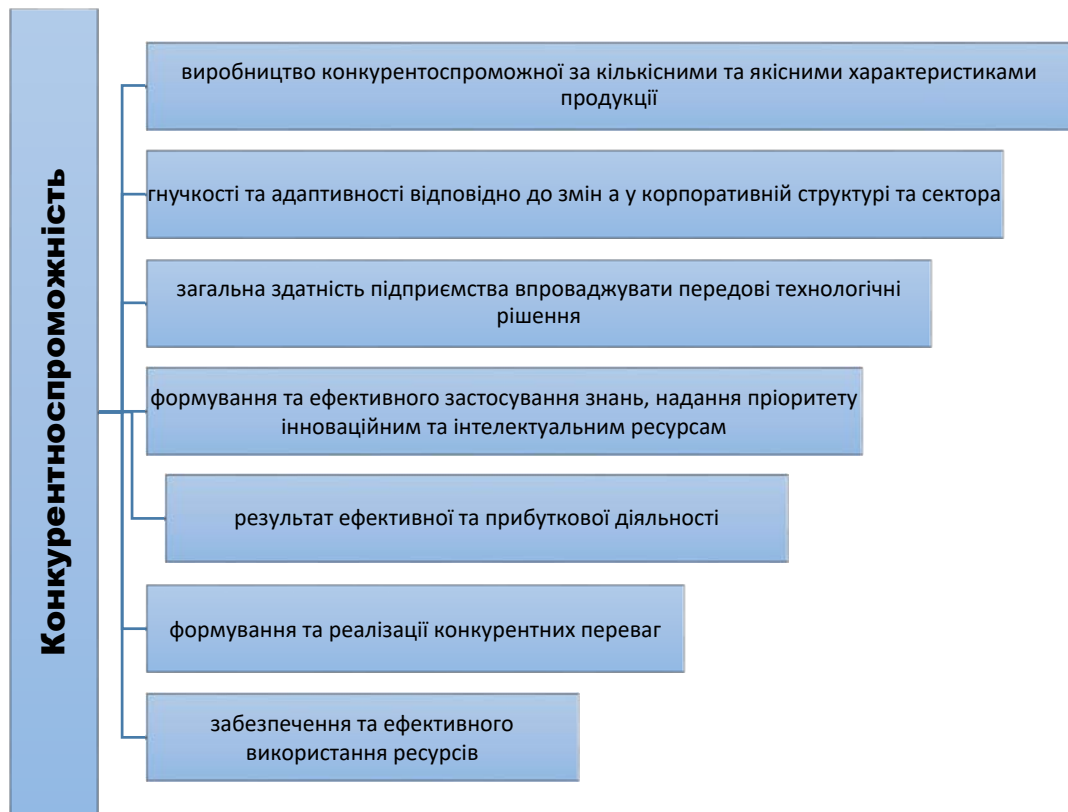 Конкурентноспроможність
виробництво конкурентоспроможної за кількісними та якісними характеристиками
продукції
гнучкості та адаптивності відповідно до змін а у корпоративній структурі та сектора
загальна здатність підприємства впроваджувати передові технологічні
рішення
формування та ефективного застосування знань, надання пріоритету
інноваційним та інтелектуальним ресурсам
результат ефективної та прибуткової діяльності
формування та реалізації конкурентних переваг
забезпечення та ефективного
використання ресурсів